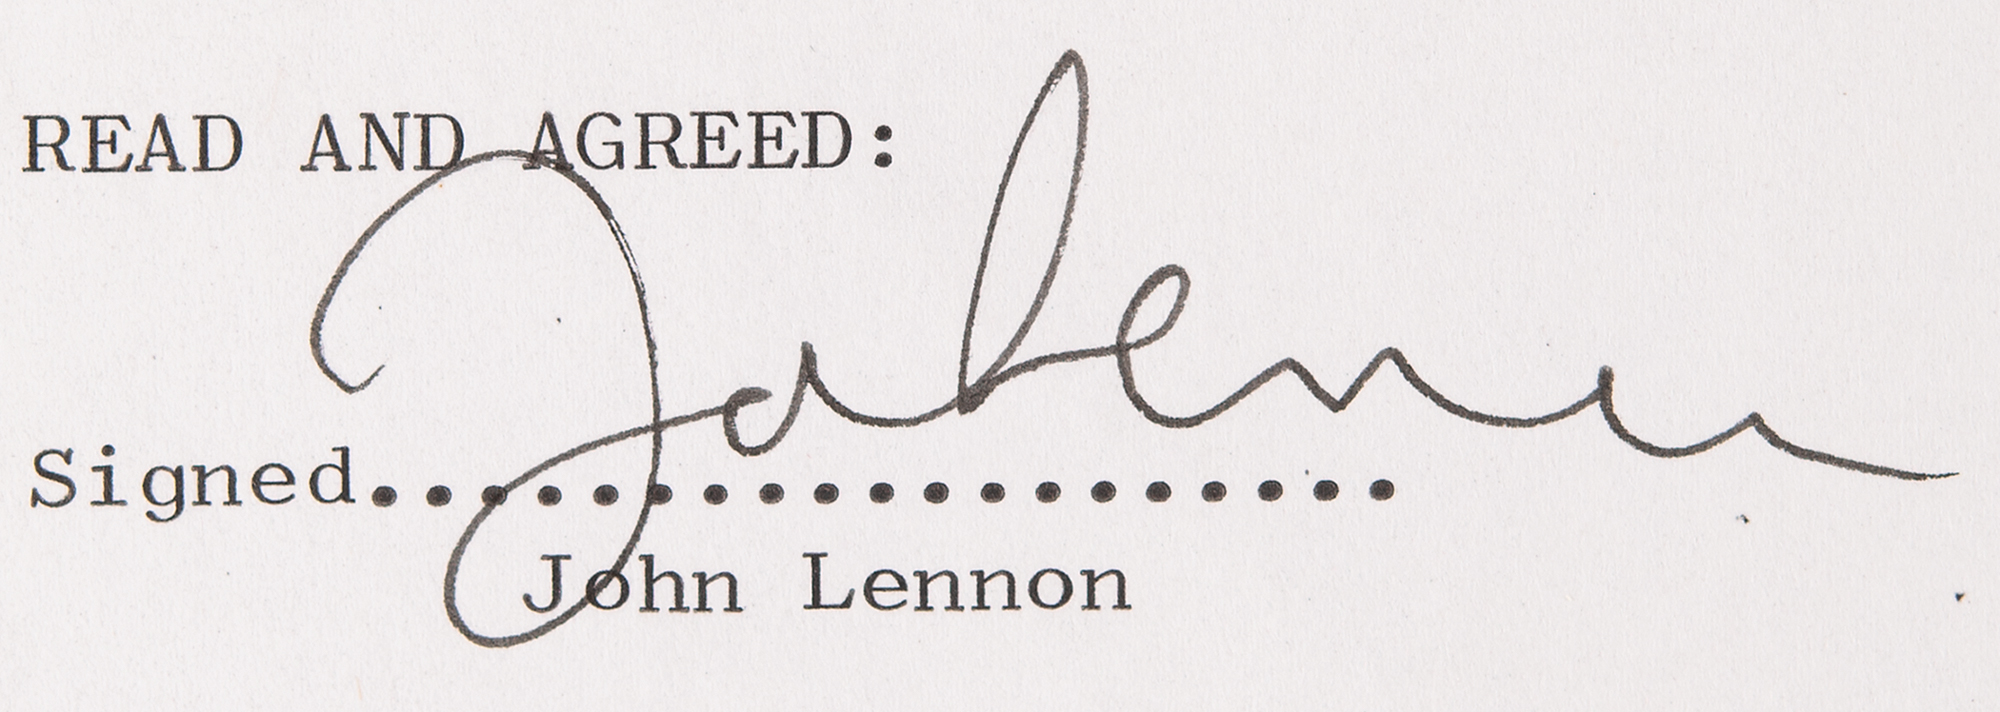 READ AND AGREED:
Signed...................
John Lennon